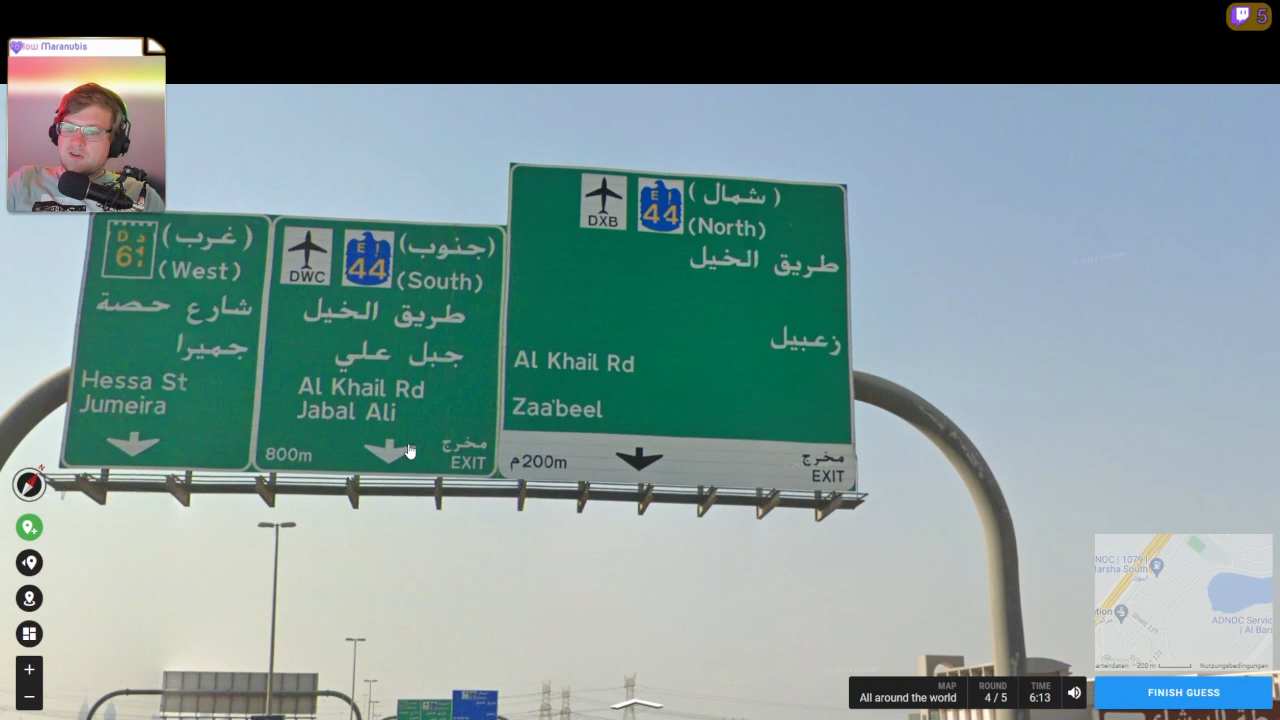 5
Maranubis
D د
61
(غرب)
(West)
شارع حصة
جميرا
Hessa St
Jumeira
DWC
E إ
44
(جنوب)
(South)
طريق الخيل
جبل علي
Al Khail Rd
Jabal Ali
800m
مخرج
EXIT
DXB
E إ
44
(شمال)
(North)
طريق الخيل
زعبيل
Al Khail Rd
Zaa'beel
م200m
مخرج
EXIT
N
+
−
ADNOC Servic
| Al Bars
200 m
Nutzungsbedingungen
MAP
All around the world
ROUND
4 / 5
TIME
6:13
FINISH GUESS